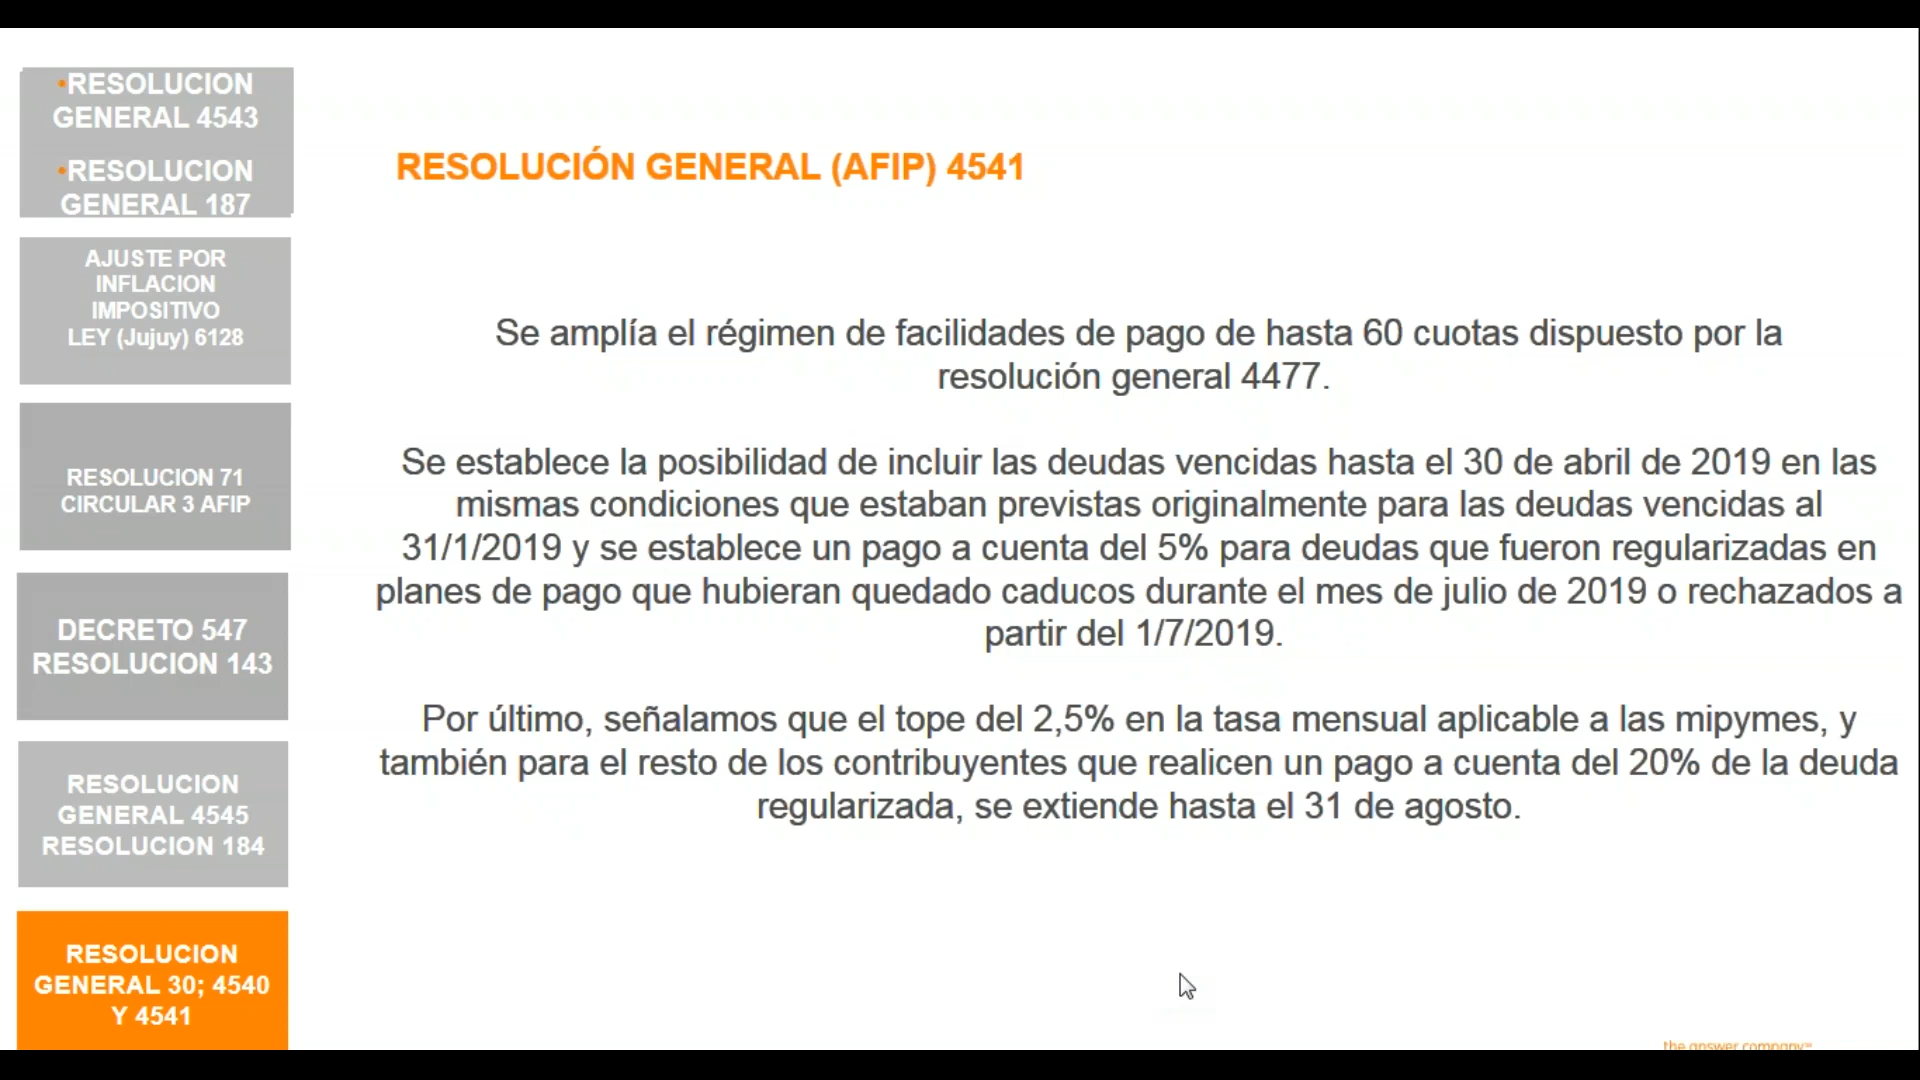 •RESOLUCION
GENERAL 4543
•RESOLUCION
GENERAL 187
AJUSTE POR
INFLACION
IMPOSITIVO
LEY (Jujuy) 6128
RESOLUCION 71
CIRCULAR 3 AFIP
DECRETO 547
RESOLUCION 143
RESOLUCION
GENERAL 4545
RESOLUCION 184
RESOLUCION
GENERAL 30; 4540
Y 4541
RESOLUCIÓN GENERAL (AFIP) 4541
Se amplía el régimen de facilidades de pago de hasta 60 cuotas dispuesto por la
resolución general 4477.
Se establece la posibilidad de incluir las deudas vencidas hasta el 30 de abril de 2019 en las
mismas condiciones que estaban previstas originalmente para las deudas vencidas al
31/1/2019 y se establece un pago a cuenta del 5% para deudas que fueron regularizadas en
planes de pago que hubieran quedado caducos durante el mes de julio de 2019 o rechazados a
partir del 1/7/2019.
Por último, señalamos que el tope del 2,5% en la tasa mensual aplicable a las mipymes, y
también para el resto de los contribuyentes que realicen un pago a cuenta del 20% de la deuda
regularizada, se extiende hasta el 31 de agosto.
the answer company℠